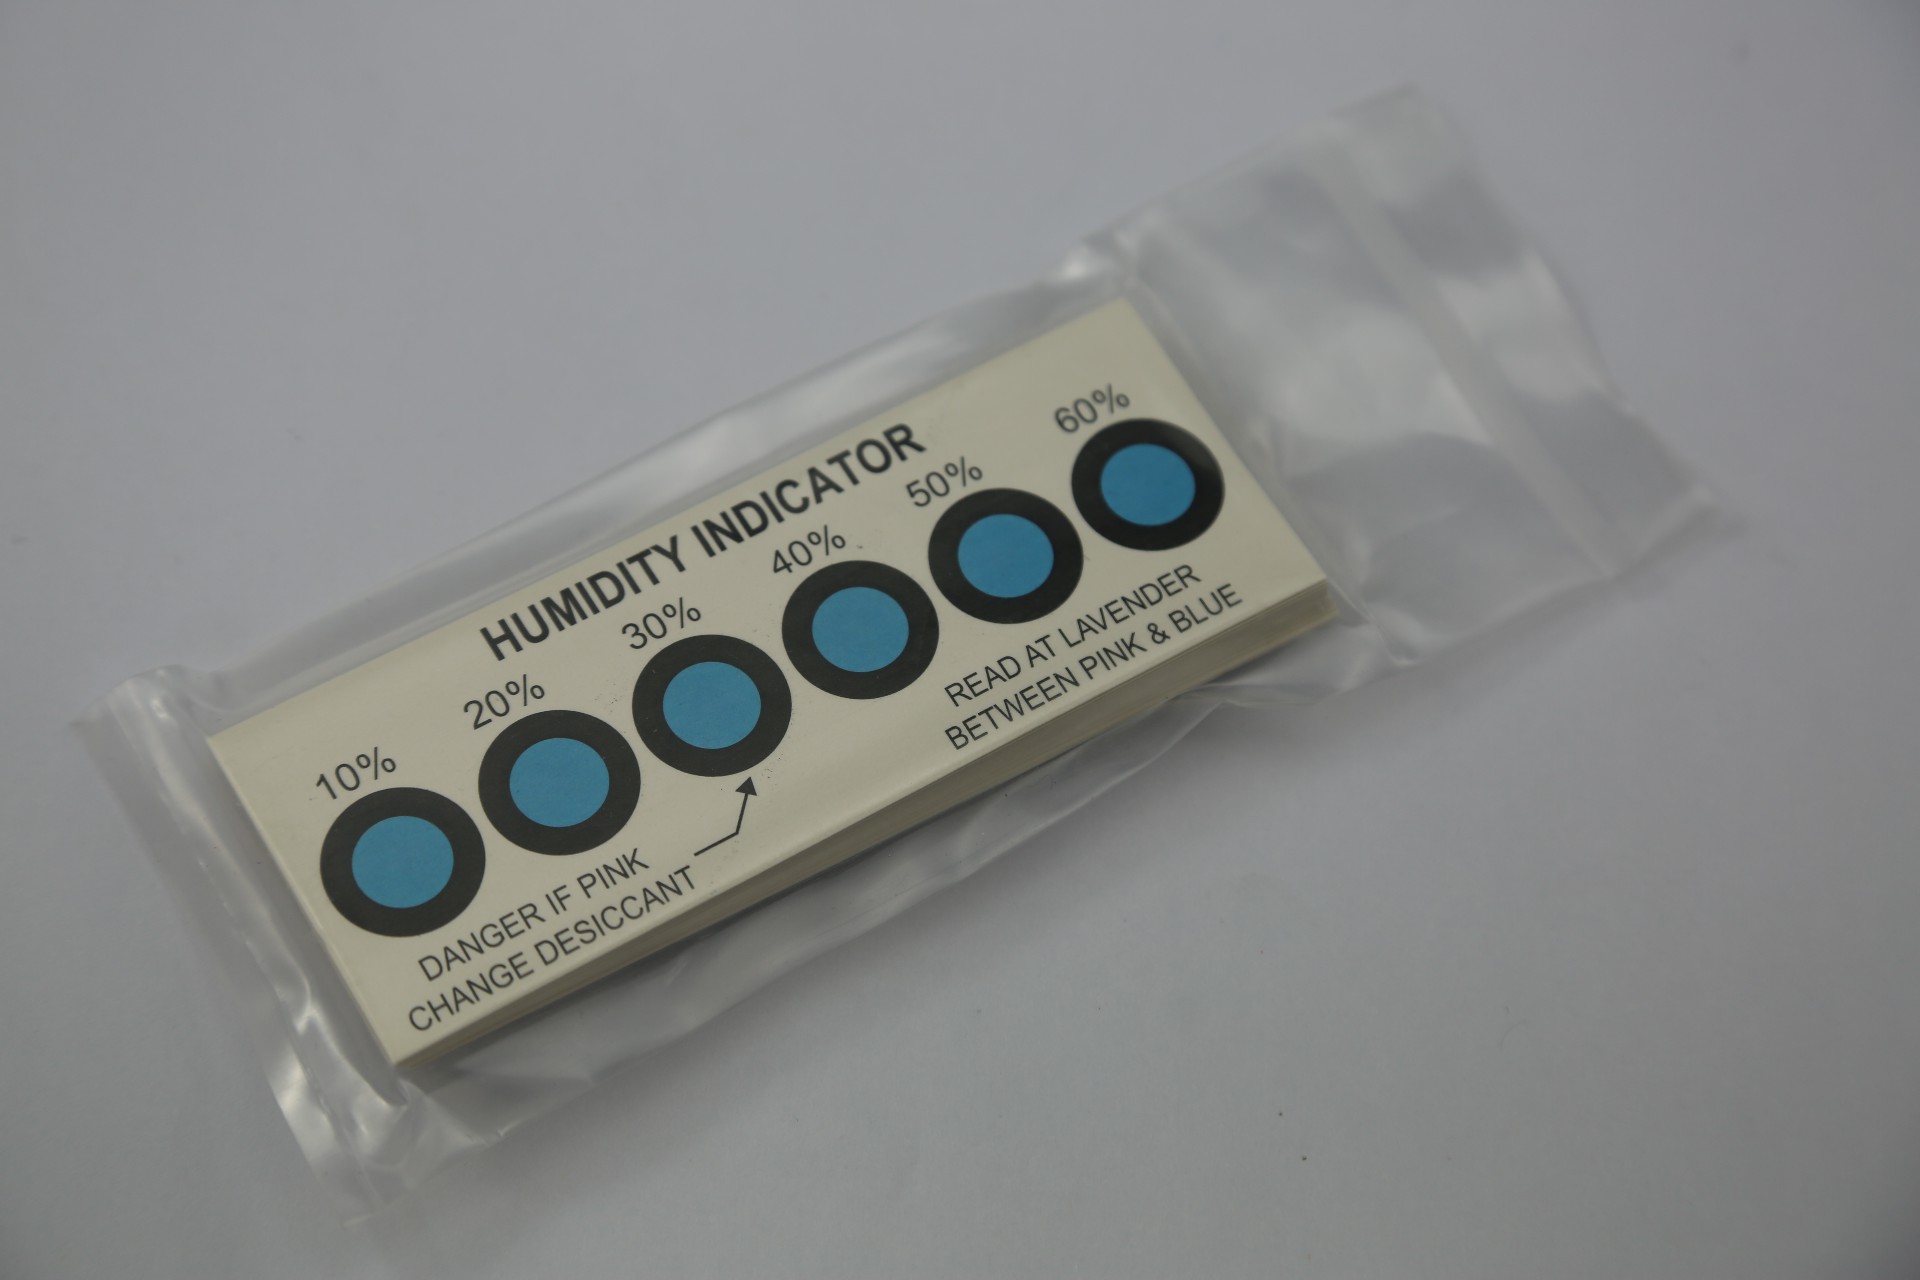 HUMIDITY INDICATOR
10%
20%
30%
40%
50%
60%
DANGER IF PINK
CHANGE DESICCANT
READ AT LAVENDER
BETWEEN PINK & BLUE